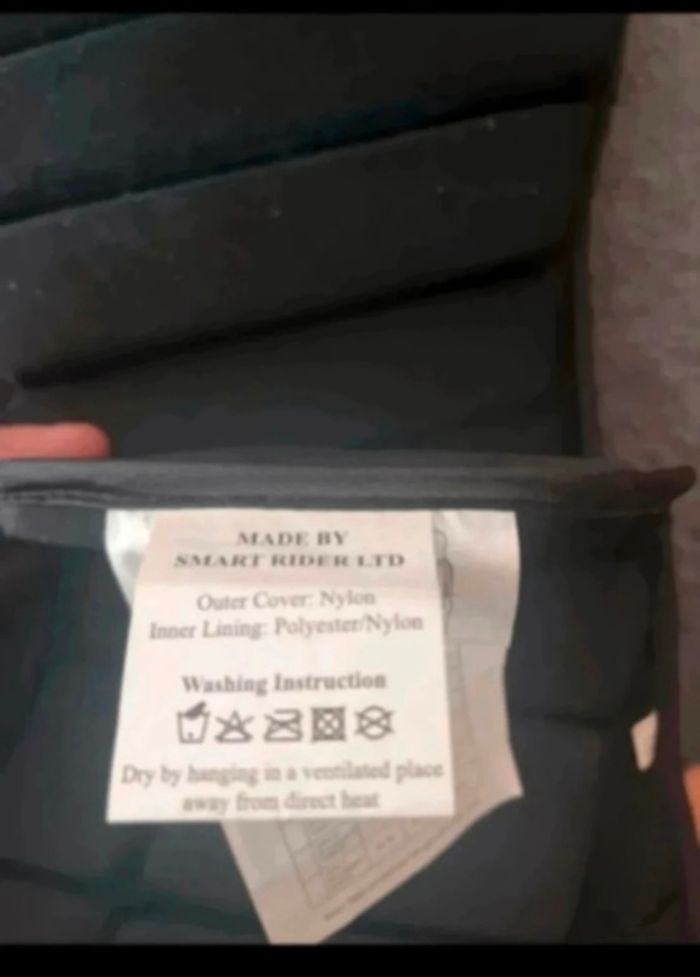 MADE BY
SMART RIDER LTD
Outer Cover: Nylon
Inner Lining: Polyester/Nylon
Washing Instruction
Dry by hanging in a ventilated place
away from direct heat